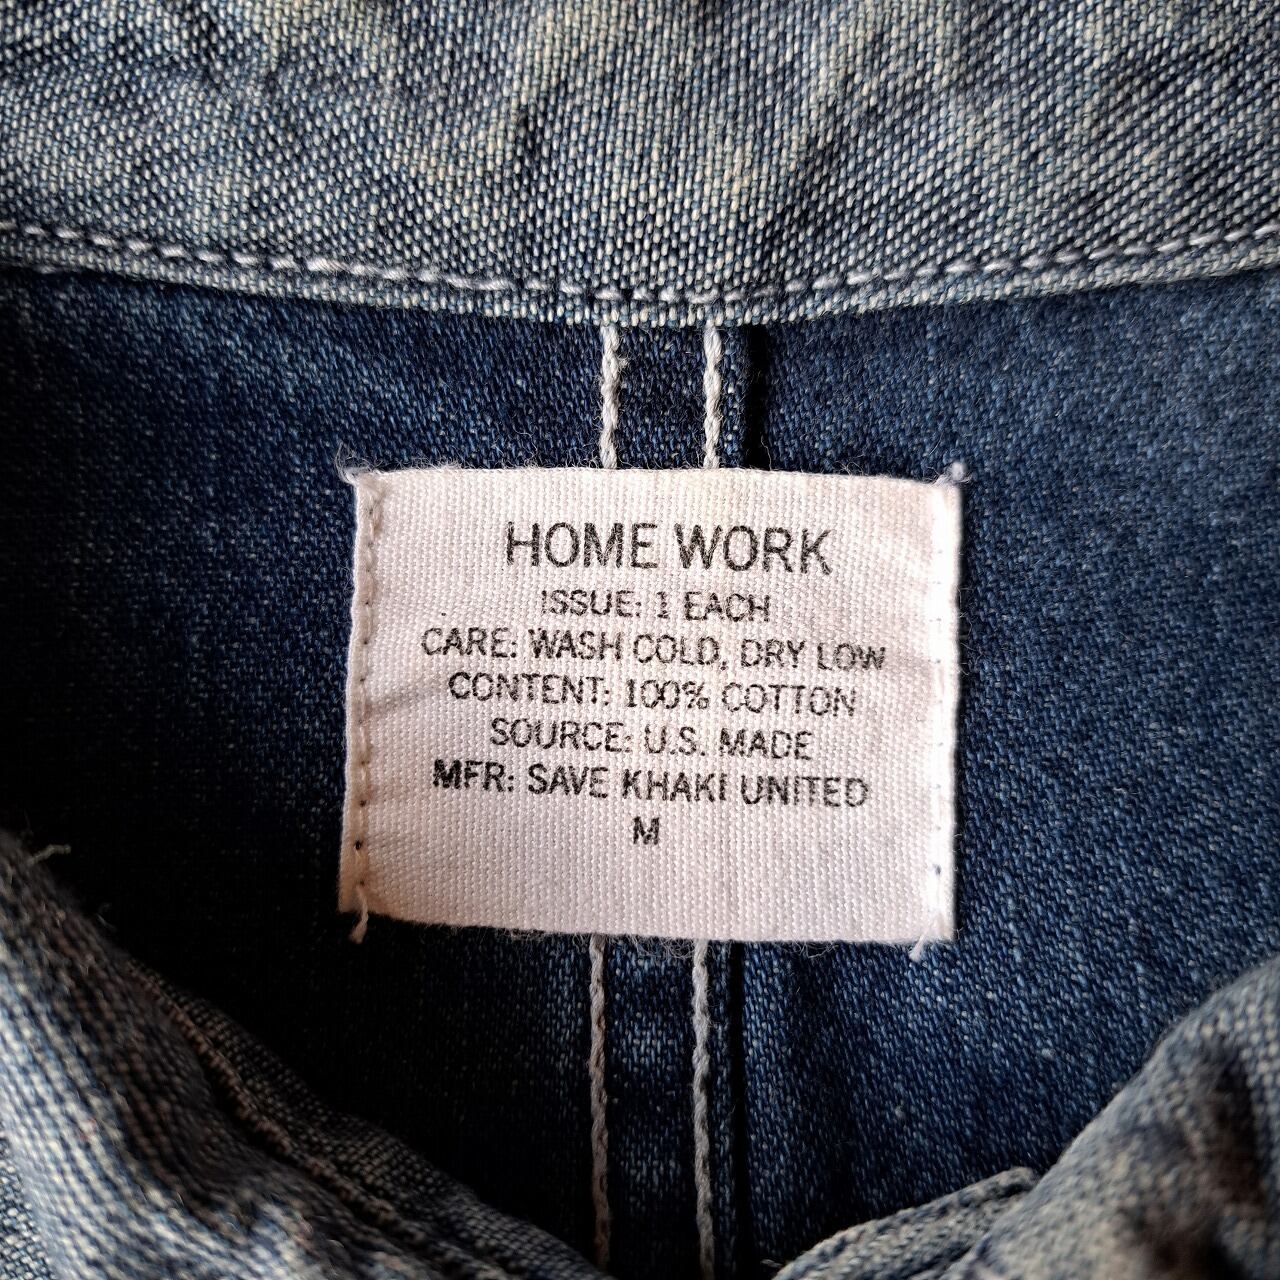 HOME WORK
ISSUE: 1 EACH
CARE: WASH COLD, DRY LOW
CONTENT: 100% COTTON
SOURCE: U.S. MADE
MFR: SAVE KHAKI UNITED
M